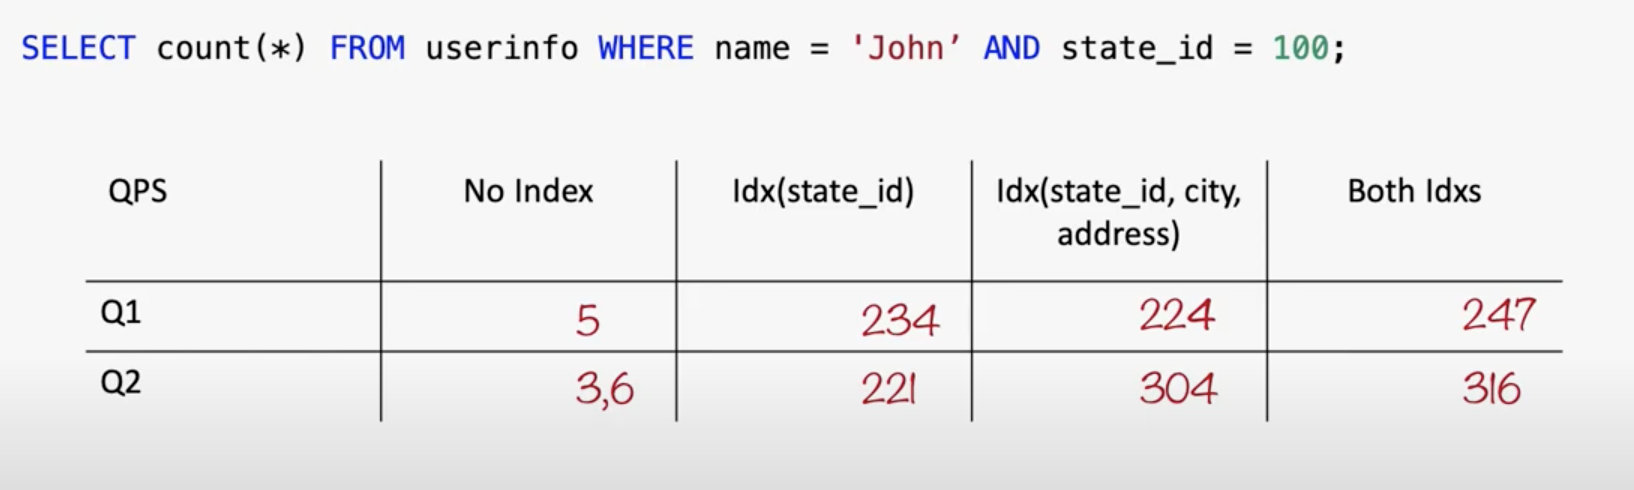 SELECT count(*) FROM userinfo WHERE name = 'John’ AND state_id = 100;
QPS No Index Idx(state_id) Idx(state_id, city, Both Idxs
address)
Q1 5 234 224 247
Q2 3,6 221 304 316